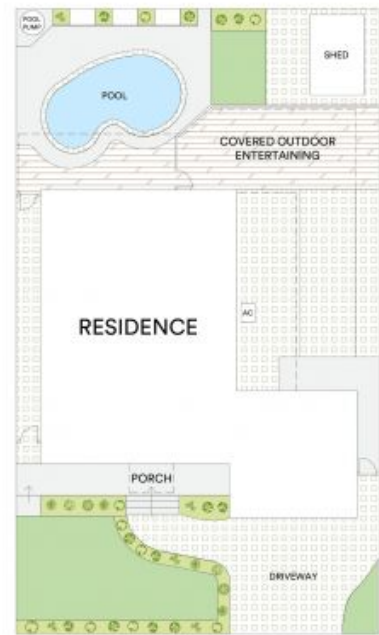 POOL
PUMP
POOL
SHED
COVERED OUTDOOR
ENTERTAINING
AC
RESIDENCE
PORCH
DRIVEWAY